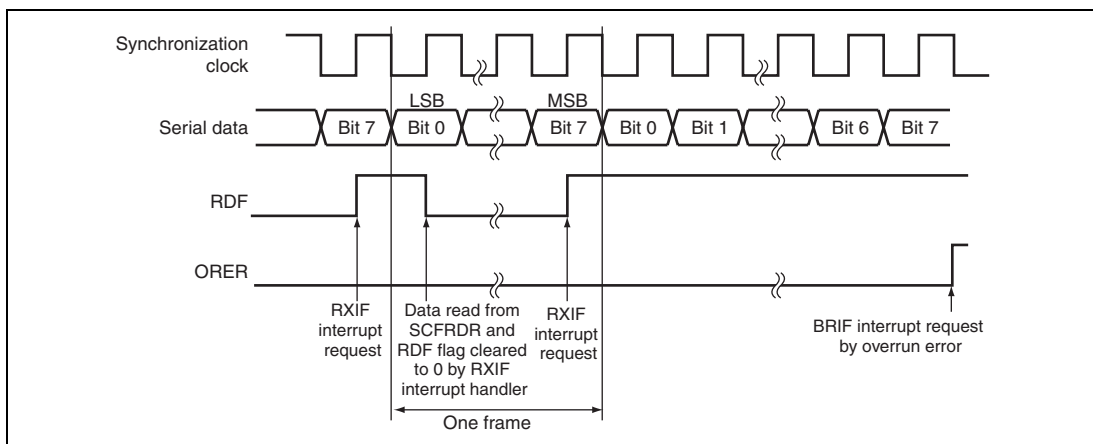 Synchronization
clock
LSB
MSB
Serial data
Bit 7
Bit 0
Bit 7
Bit 0
Bit 1
Bit 6
Bit 7
RDF
ORER
RXIF
interrupt
request
Data read from
SCFRDR and
RDF flag cleared
to 0 by RXIF
interrupt handler
RXIF
interrupt
request
BRIF interrupt request
by overrun error
One frame